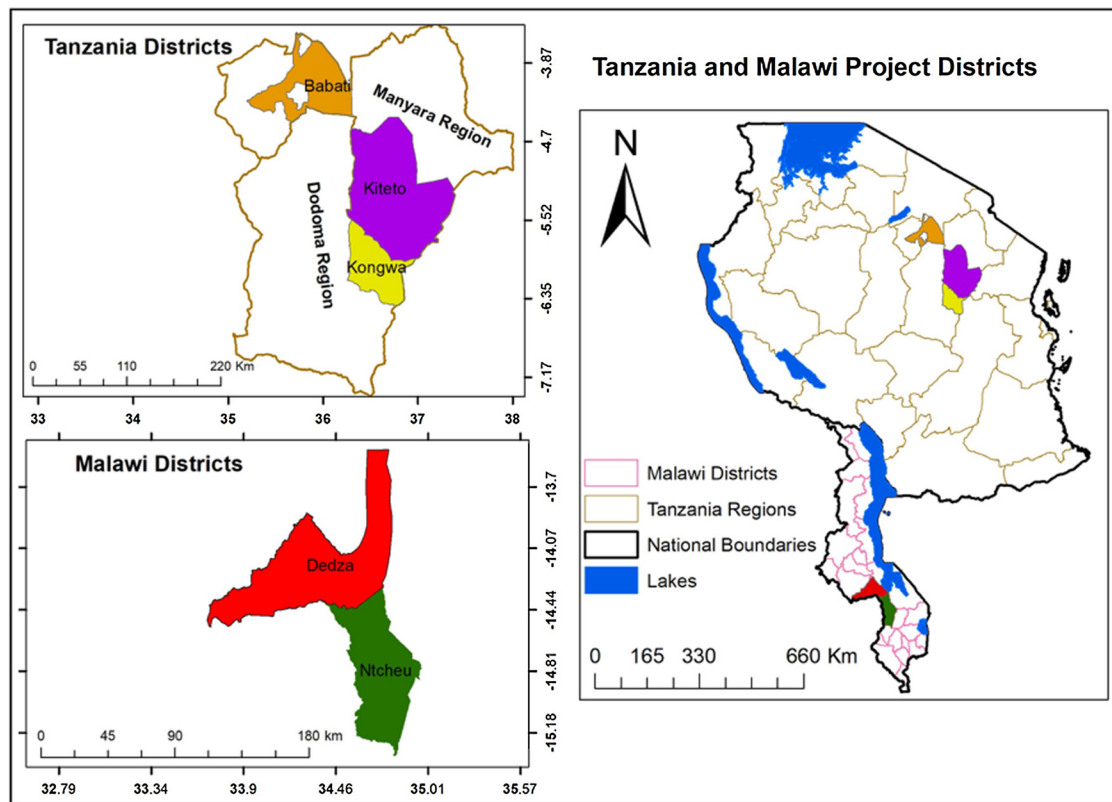 Tanzania Districts
Babati
Manyara Region
Kiteto
Dodoma Region
Kongwa
0 55 110 220 Km
-3.87
-4.7
-5.52
-6.35
-7.17
33 34 35 36 37 38
Malawi Districts
Dedza
Ntcheu
0 45 90 180 km
-13.7
-14.07
-14.44
-14.81
-15.18
32.79 33.34 33.9 34.46 35.01 35.57
Tanzania and Malawi Project Districts
N
Malawi Districts
Tanzania Regions
National Boundaries
Lakes
0 165 330 660 Km